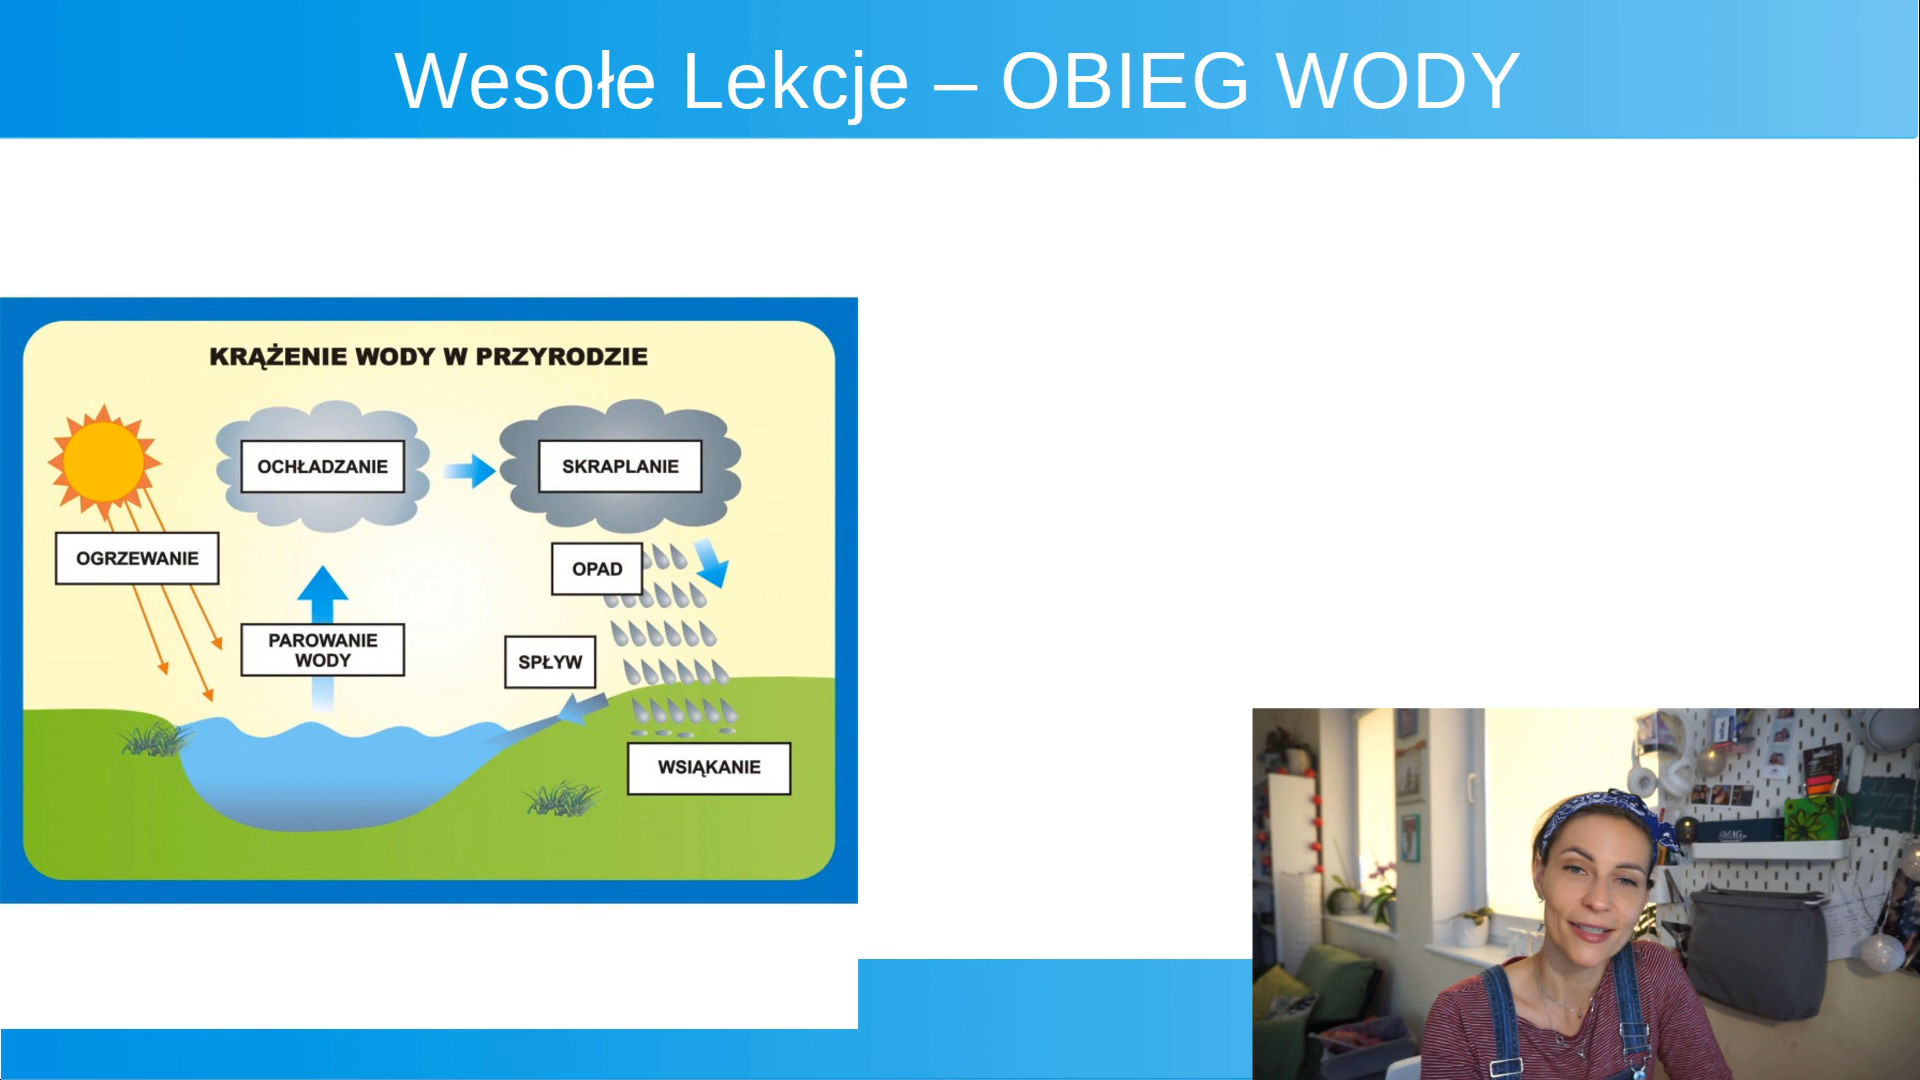 Wesołe Lekcje – OBIEG WODY
KRĄŻENIE WODY W PRZYRODZIE
OCHŁADZANIE
SKRAPLANIE
OGRZEWANIE
OPAD
PAROWANIE
WODY
SPŁYW
WSIĄKANIE